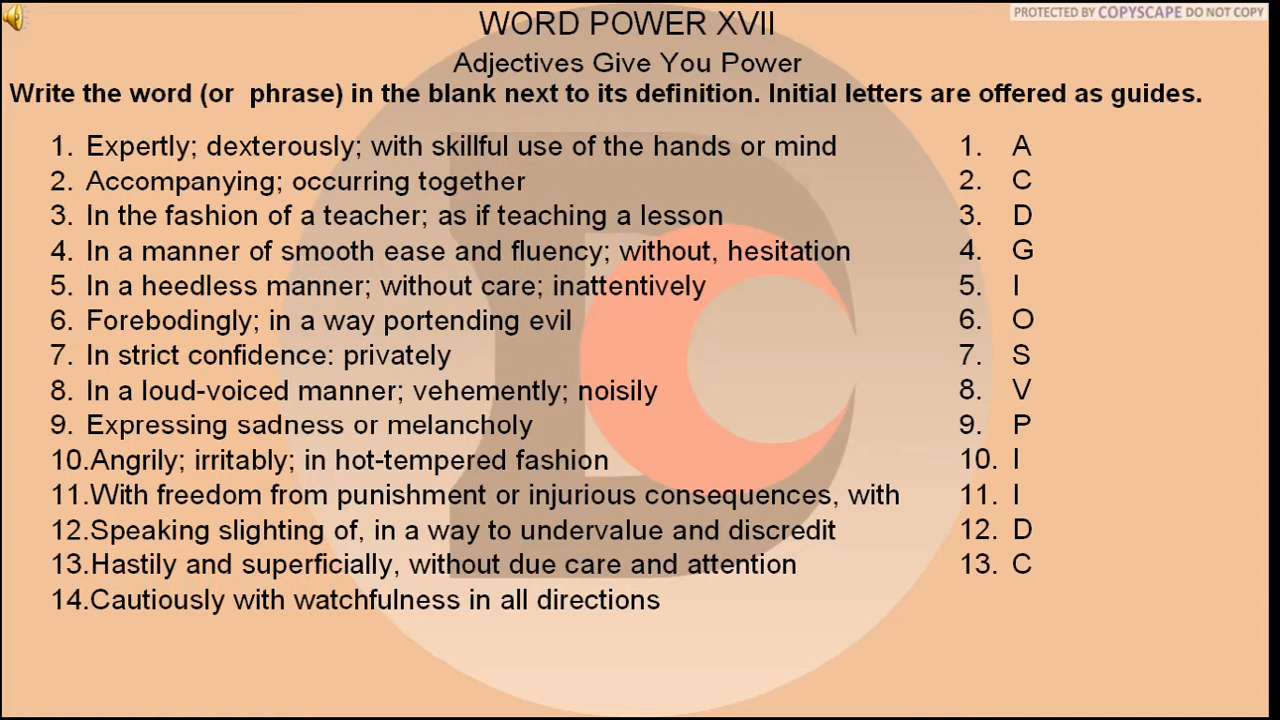 WORD POWER XVII
PROTECTED BY COPYSCAPE DO NOT COPY
Adjectives Give You Power
Write the word (or phrase) in the blank next to its definition. Initial letters are offered as guides.
1. Expertly; dexterously; with skillful use of the hands or mind 1. A
2. Accompanying; occurring together 2. C
3. In the fashion of a teacher; as if teaching a lesson 3. D
4. In a manner of smooth ease and fluency; without, hesitation 4. G
5. In a heedless manner; without care; inattentively 5. I
6. Forebodingly; in a way portending evil 6. O
7. In strict confidence: privately 7. S
8. In a loud-voiced manner; vehemently; noisily 8. V
9. Expressing sadness or melancholy 9. P
10.Angrily; irritably; in hot-tempered fashion 10. I
11.With freedom from punishment or injurious consequences, with 11. I
12.Speaking slighting of, in a way to undervalue and discredit 12. D
13.Hastily and superficially, without due care and attention 13. C
14.Cautiously with watchfulness in all directions